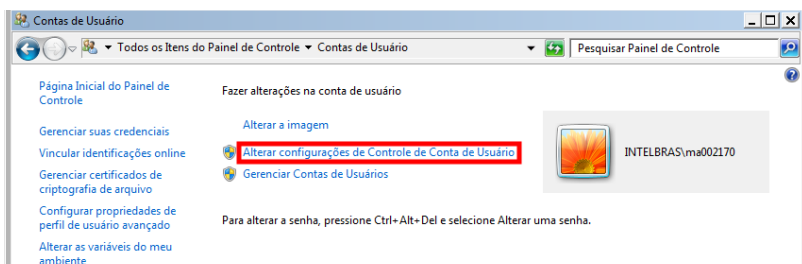 Contas de Usuário
Todos os Itens do Painel de Controle Contas de Usuário
Pesquisar Painel de Controle
Página Inicial do Painel de
Controle
Gerenciar suas credenciais
Vincular identificações online
Gerenciar certificados de
criptografia de arquivo
Configurar propriedades de
perfil de usuário avançado
Alterar as variáveis do meu
ambiente
Fazer alterações na conta de usuário
Alterar a imagem
Alterar configurações de Controle de Conta de Usuário
Gerenciar Contas de Usuários
INTELBRAS\ma002170
Para alterar a senha, pressione Ctrl+Alt+Del e selecione Alterar uma senha.